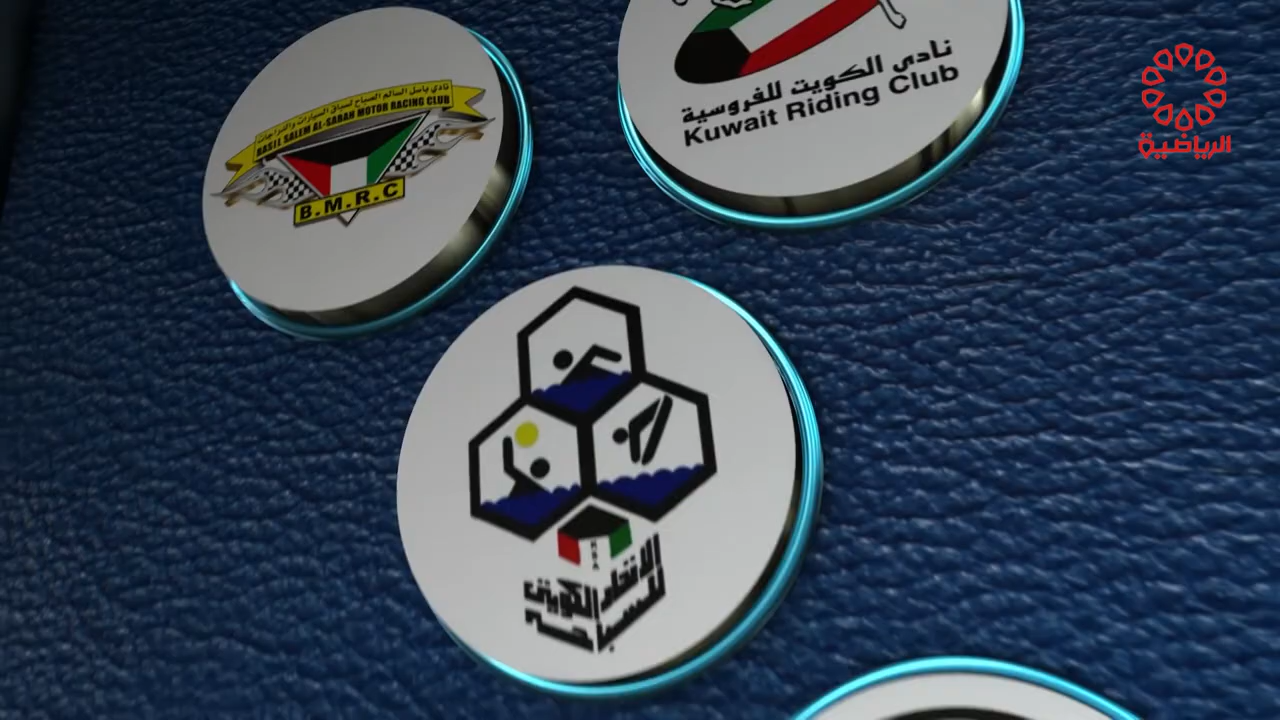 نادي باسل السالم الصباح لسباق السيارات والدراجات
BASIL SALEM AL-SABAH MOTOR RACING CLUB
B.M.R.C
نادي الكويت للفروسية
Kuwait Riding Club
الرياضية
الاتحاد الكويتي
للسباحة